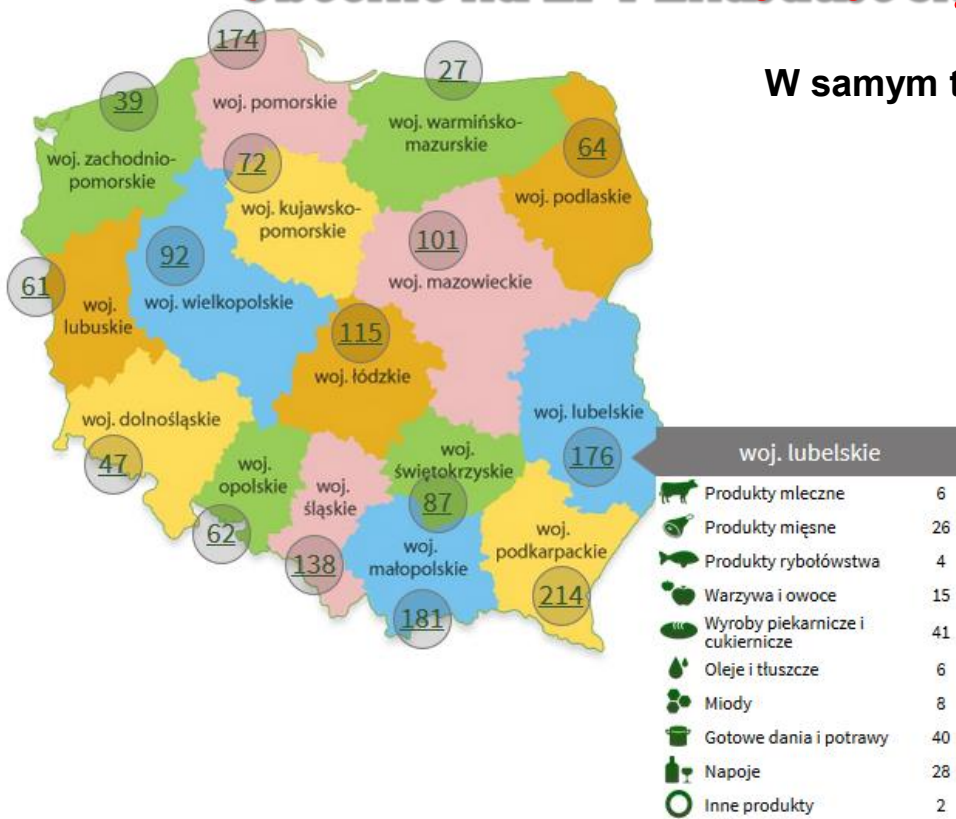 174
27
W samym t
39
woj. pomorskie
woj. warmińsko-
mazurskie
64
woj. zachodnio-
pomorskie
72
woj. podlaskie
woj. kujawsko-
pomorskie
101
92
woj. mazowieckie
61
woj.
lubuskie
woj. wielkopolskie
115
woj. łódzkie
woj. dolnośląskie
woj. lubelskie
176
47
woj.
opolskie
woj.
śląskie
woj.
świętokrzyskie
87
62
138
woj.
małopolskie
181
woj.
podkarpackie
214
woj. lubelskie
Produkty mleczne 6
Produkty mięsne 26
Produkty rybołówstwa 4
Warzywa i owoce 15
Wyroby piekarnicze i
cukiernicze 41
Oleje i tłuszcze 6
Miody 8
Gotowe dania i potrawy 40
Napoje 28
Inne produkty 2